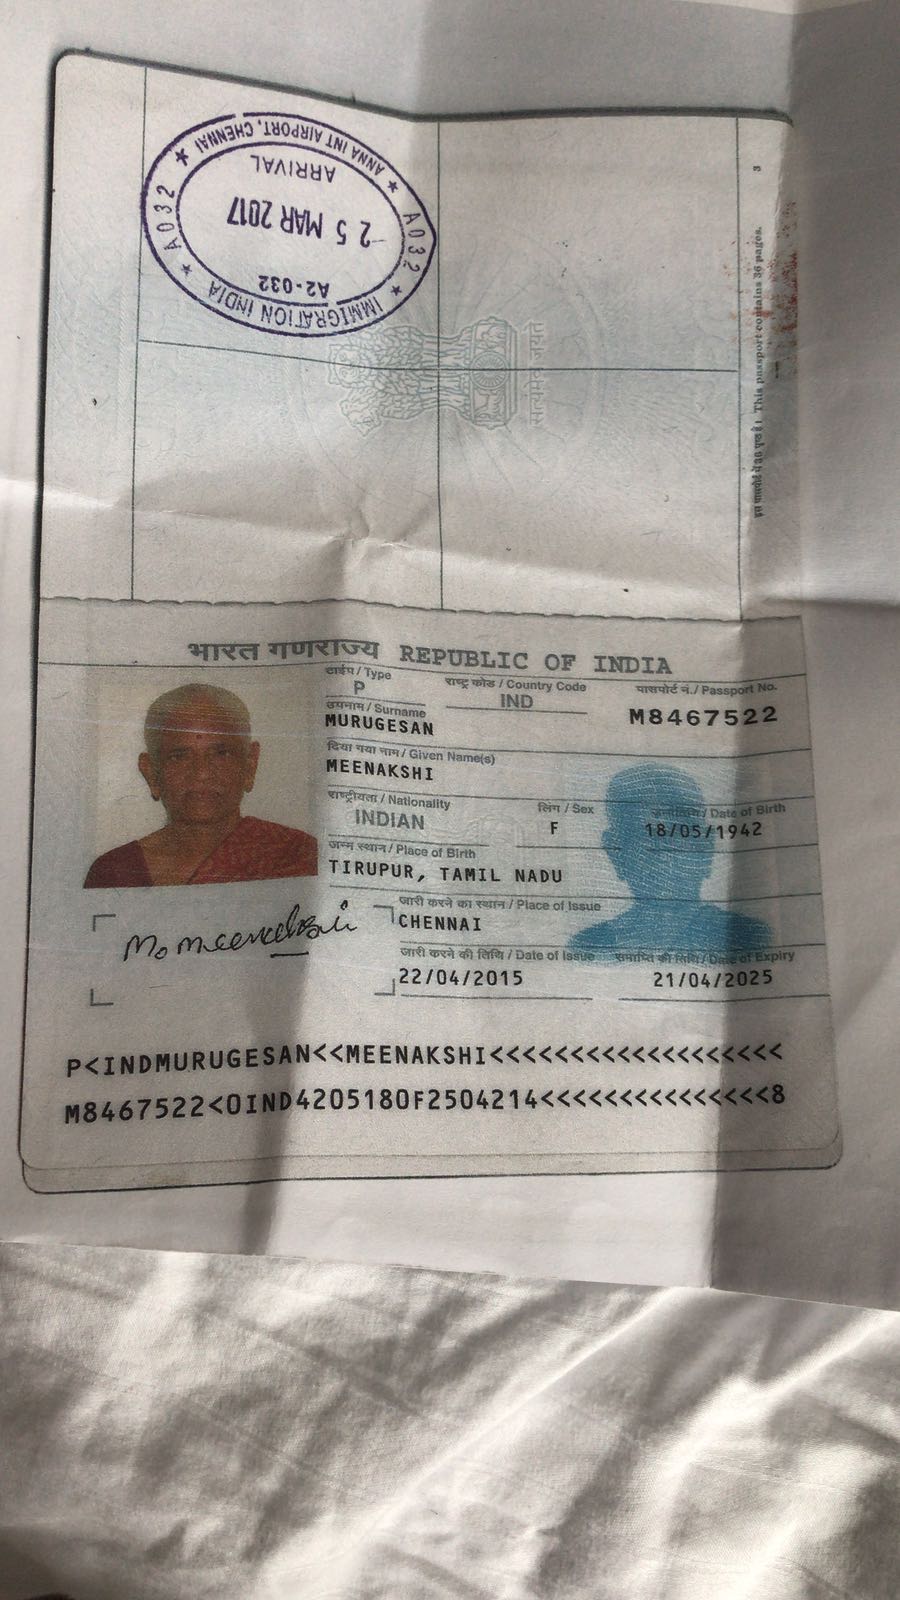 IMMIGRATION INDIA
A2-032
25 MAR 2017
ARRIVAL
ANNA INT AIRPORT, CHENNAI
A032
A032
सत्यमेव जयते
3
इस पासपोर्ट में 36 पृष्ठ हैं। This passport contains 36 pages.
भारत गणराज्य REPUBLIC OF INDIA
टाईप / Type
राष्ट्र कोड / Country Code
पासपोर्ट नं./ Passport No.
P
IND
M8467522
उपनाम / Surname
MURUGESAN
दिया गया नाम / Given Name(s)
MEENAKSHI
राष्ट्रीयता / Nationality
लिंग / Sex
/ Date of Birth
INDIAN
F
18/05/1942
जन्म स्थान / Place of Birth
TIRUPUR, TAMIL NADU
जारी करने का स्थान / Place of Issue
CHENNAI
जारी करने की तिथि / Date of Issue
समाप्ति की तिथि / Date of Expiry
22/04/2015
21/04/2025
P<INDMURUGESAN<<MEENAKSHI<<<<<<<<<<<<<<<<<<<
M8467522<0IND4205180F2504214<<<<<<<<<<<<<<<8